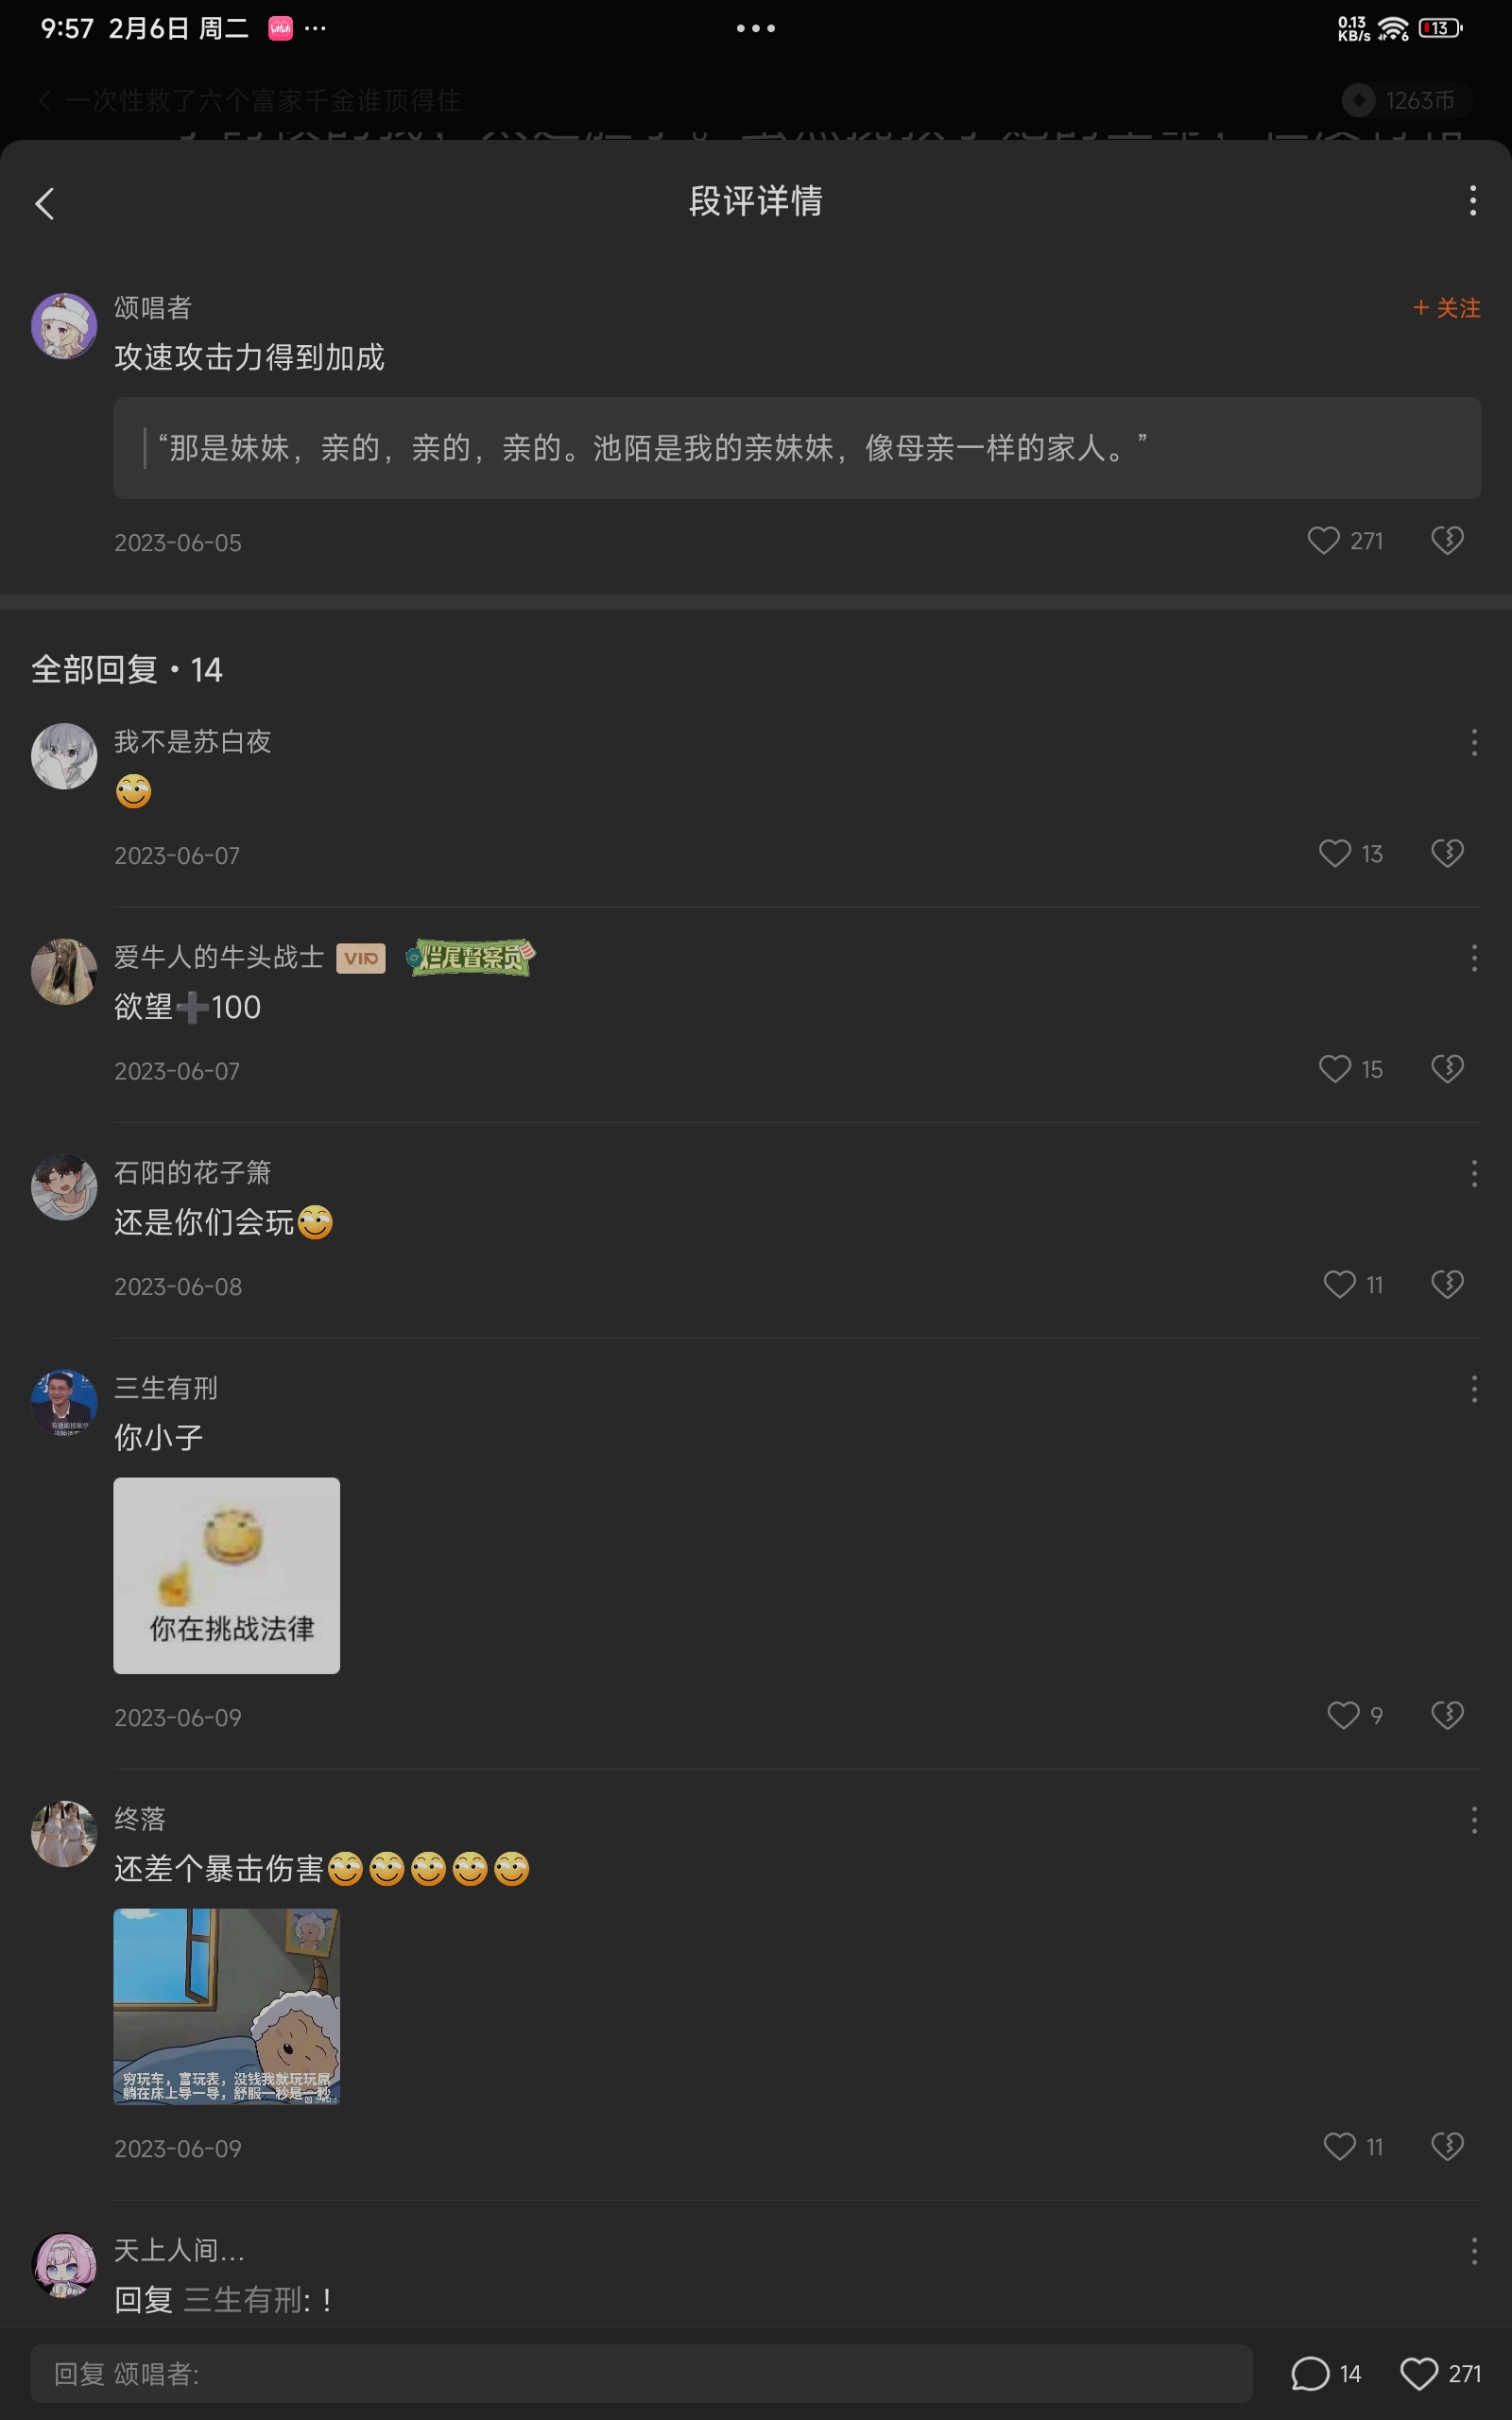 9:57 2月6日 周二
0.13 KB/s 6 13
一次性救了六个富家千金谁顶得住 1263币
段评详情
颂唱者 + 关注
攻速攻击力得到加成
“那是妹妹，亲的，亲的，亲的。池陌是我的亲妹妹，像母亲一样的家人。”
2023-06-05 271
全部回复·14
我不是苏白夜
2023-06-07 13
爱牛人的牛头战士 VIP 烂尾督察员
欲望➕100
2023-06-07 15
石阳的花子箫
还是你们会玩
2023-06-08 11
三生有刑
你小子
你在挑战法律
2023-06-09 9
终落
还差个暴击伤害
穷玩车，富玩表，没钱我就玩玩屌
躺在床上导一导，舒服一秒是一秒
2023-06-09 11
天上人间...
回复 三生有刑:！
回复 颂唱者: 14 271